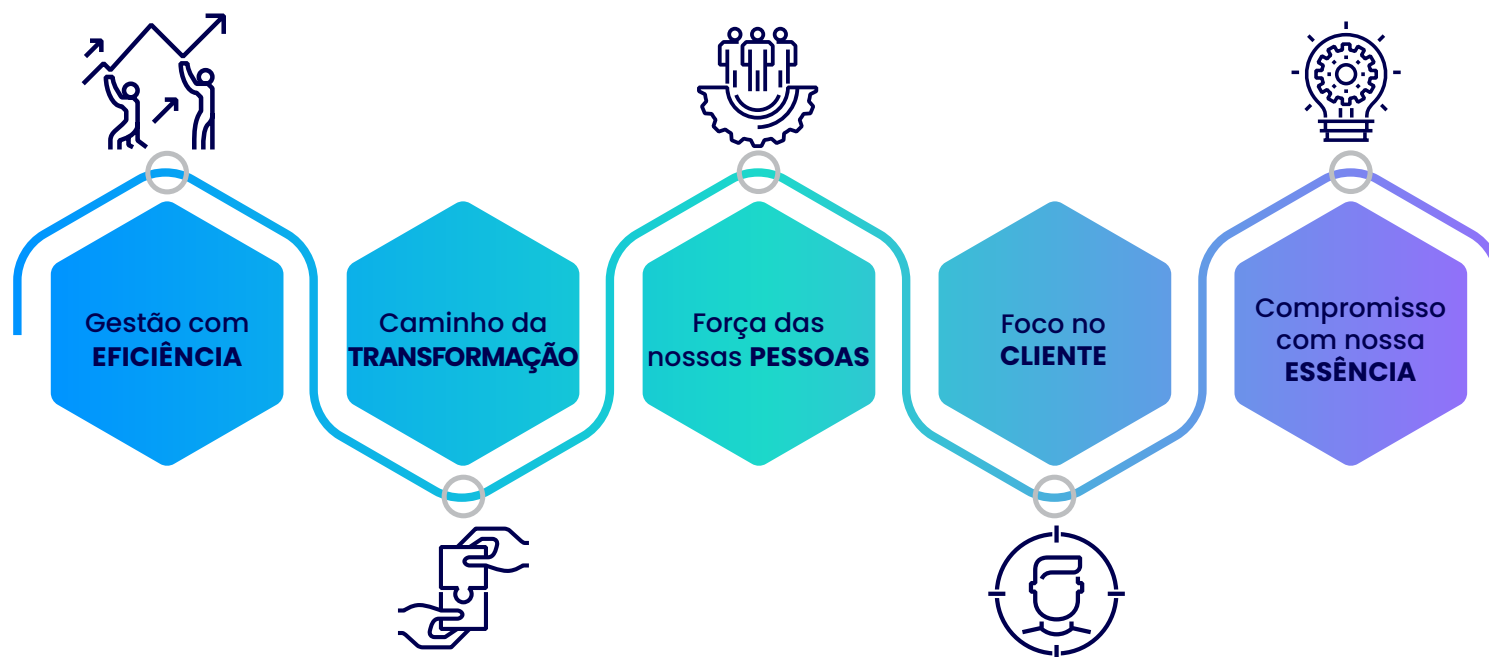 Gestão com
EFICIÊNCIA
Caminho da
TRANSFORMAÇÃO
Força das
nossas PESSOAS
Foco no
CLIENTE
Compromisso
com nossa
ESSÊNCIA